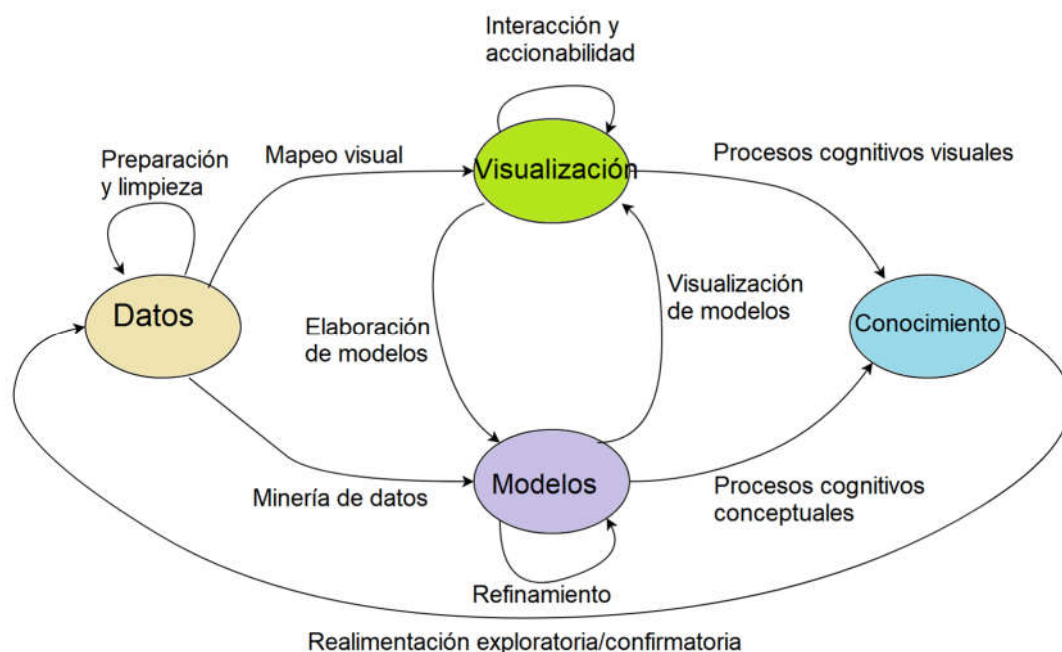 Interacción y
accionabilidad
Preparación
y limpieza
Mapeo visual
Visualización
Procesos cognitivos visuales
Datos
Elaboración
de modelos
Visualización
de modelos
Conocimiento
Minería de datos
Modelos
Procesos cognitivos
conceptuales
Refinamiento
Realimentación exploratoria/confirmatoria